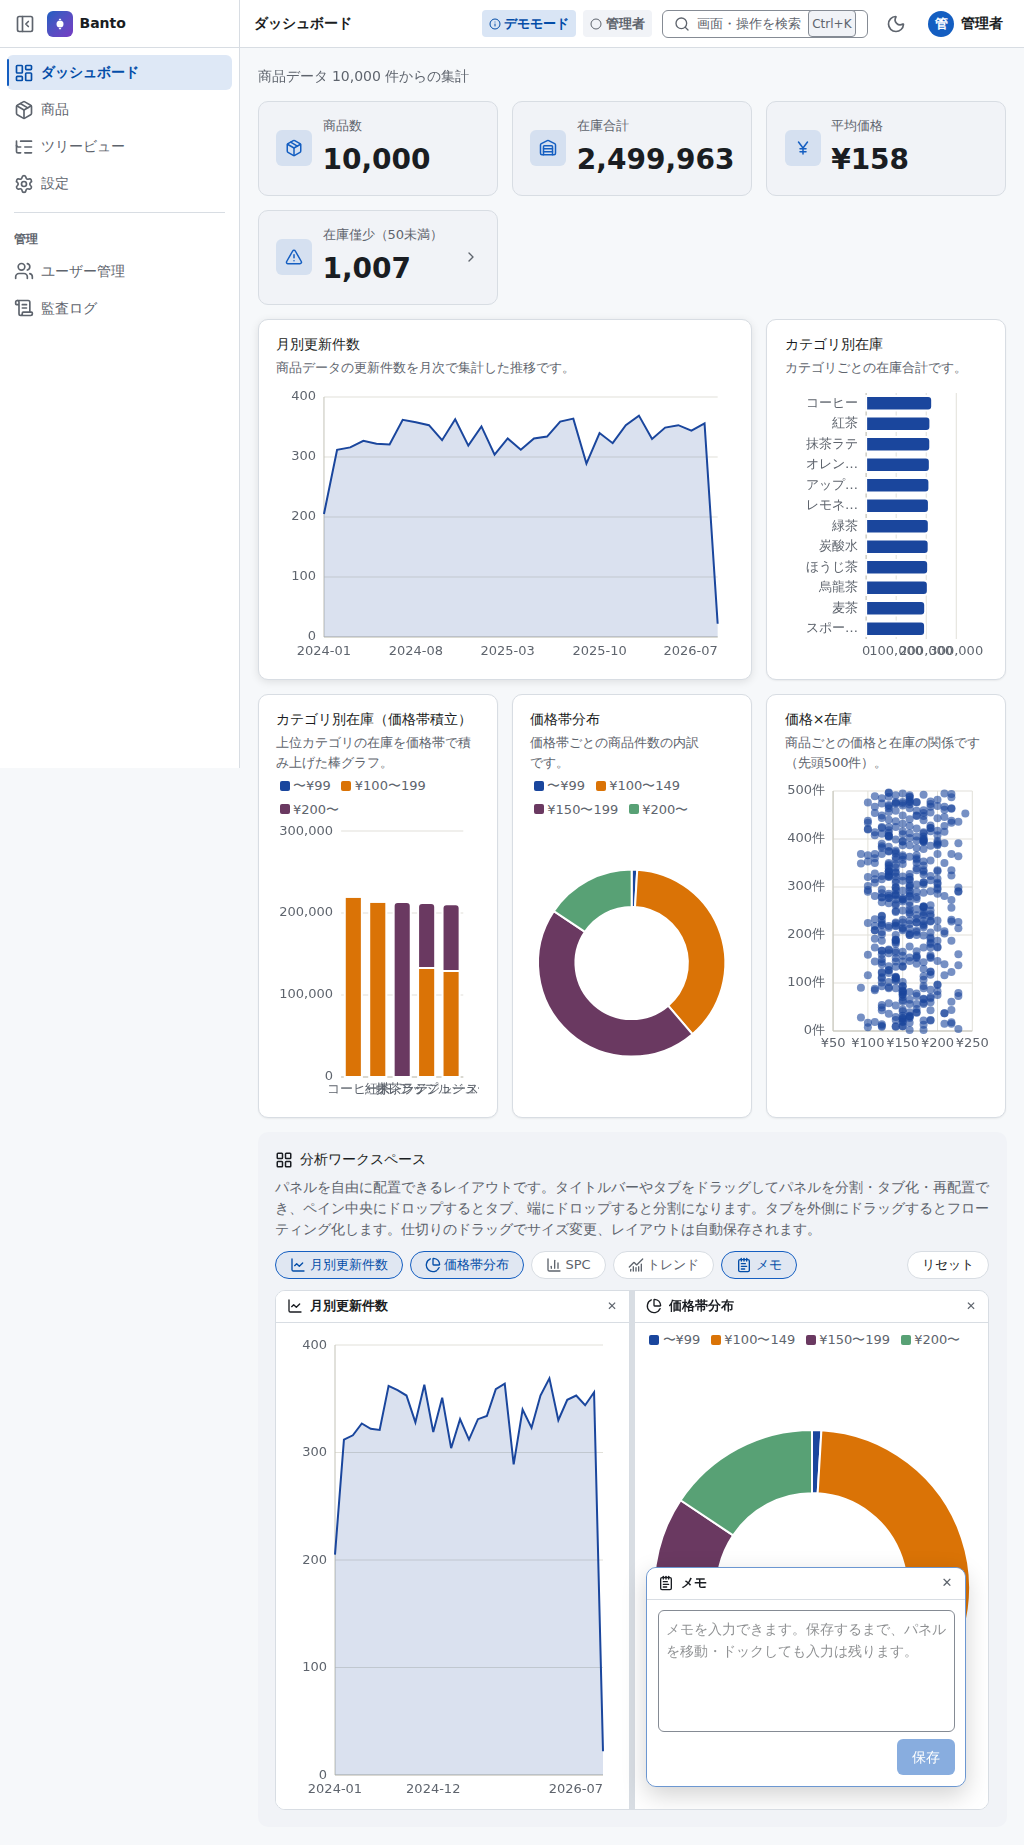 Banto
ダッシュボード
商品
ツリービュー
設定
管理
ユーザー管理
監査ログ
ダッシュボード
デモモード
管理者
画面・操作を検索 Ctrl+K
管 管理者
商品データ 10,000 件からの集計
商品数
10,000
在庫合計
2,499,963
平均価格
¥158
在庫僅少（50未満）
1,007
月別更新件数
商品データの更新件数を月次で集計した推移です。
400
300
200
100
0
2024-01 2024-08 2025-03 2025-10 2026-07
カテゴリ別在庫
カテゴリごとの在庫合計です。
コーヒー
紅茶
抹茶ラテ
オレン…
アップ…
レモネ…
緑茶
炭酸水
ほうじ茶
烏龍茶
麦茶
スポー…
0 100,000 200,000 300,000
カテゴリ別在庫（価格帯積立）
上位カテゴリの在庫を価格帯で積
み上げた棒グラフ。
〜¥99 ¥100〜199
¥200〜
300,000
200,000
100,000
0
価格帯分布
価格帯ごとの商品件数の内訳
です。
〜¥99 ¥100〜149
¥150〜199 ¥200〜
価格×在庫
商品ごとの価格と在庫の関係です
（先頭500件）。
500件
400件
300件
200件
100件
0件
¥50 ¥100 ¥150 ¥200 ¥250
分析ワークスペース
パネルを自由に配置できるレイアウトです。タイトルバーやタブをドラッグしてパネルを分割・タブ化・再配置で
き、ペイン中央にドロップするとタブ、端にドロップすると分割になります。タブを外側にドラッグするとフロー
ティング化します。仕切りのドラッグでサイズ変更、レイアウトは自動保存されます。
月別更新件数 価格帯分布 SPC トレンド メモ リセット
月別更新件数
400
300
200
100
0
2024-01 2024-12 2026-07
価格帯分布
〜¥99 ¥100〜149 ¥150〜199 ¥200〜
メモ
メモを入力できます。保存するまで、パネル
を移動・ドックしても入力は残ります。
保存